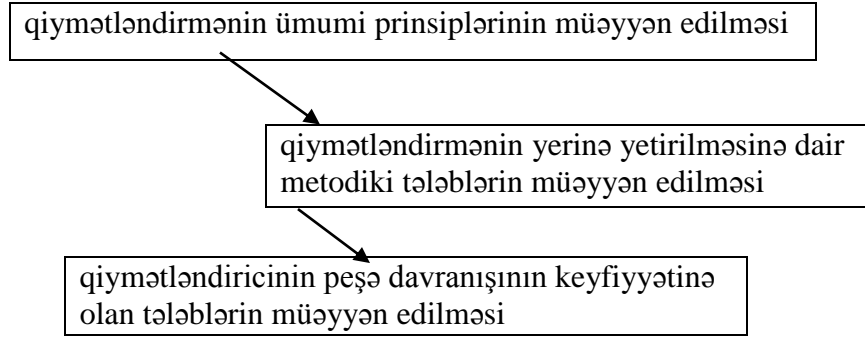 qiymətləndirmənin ümumi prinsiplərinin müəyyən edilməsi
qiymətləndirmənin yerinə yetirilməsinə dair
metodiki tələblərin müəyyən edilməsi
qiymətləndiricinin peşə davranışının keyfiyyətinə
olan tələblərin müəyyən edilməsi